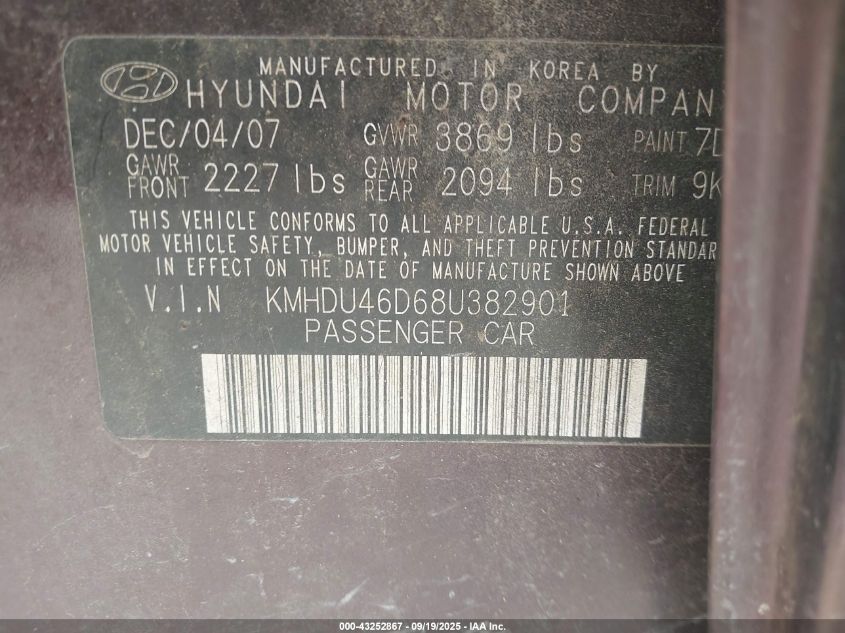 MANUFACTURED IN KOREA BY
HYUNDAI MOTOR COMPAN
DEC/04/07 GVWR 3869 lbs PAINT 7D
GAWR FRONT 2227 lbs GAWR REAR 2094 lbs TRIM 9K
THIS VEHICLE CONFORMS TO ALL APPLICABLE U.S.A. FEDERAL
MOTOR VEHICLE SAFETY, BUMPER, AND THEFT PREVENTION STANDAR
IN EFFECT ON THE DATE OF MANUFACTURE SHOWN ABOVE
V.I.N KMHDU46D68U382901
PASSENGER CAR
000-43252867 - 09/19/2025 - IAA Inc.